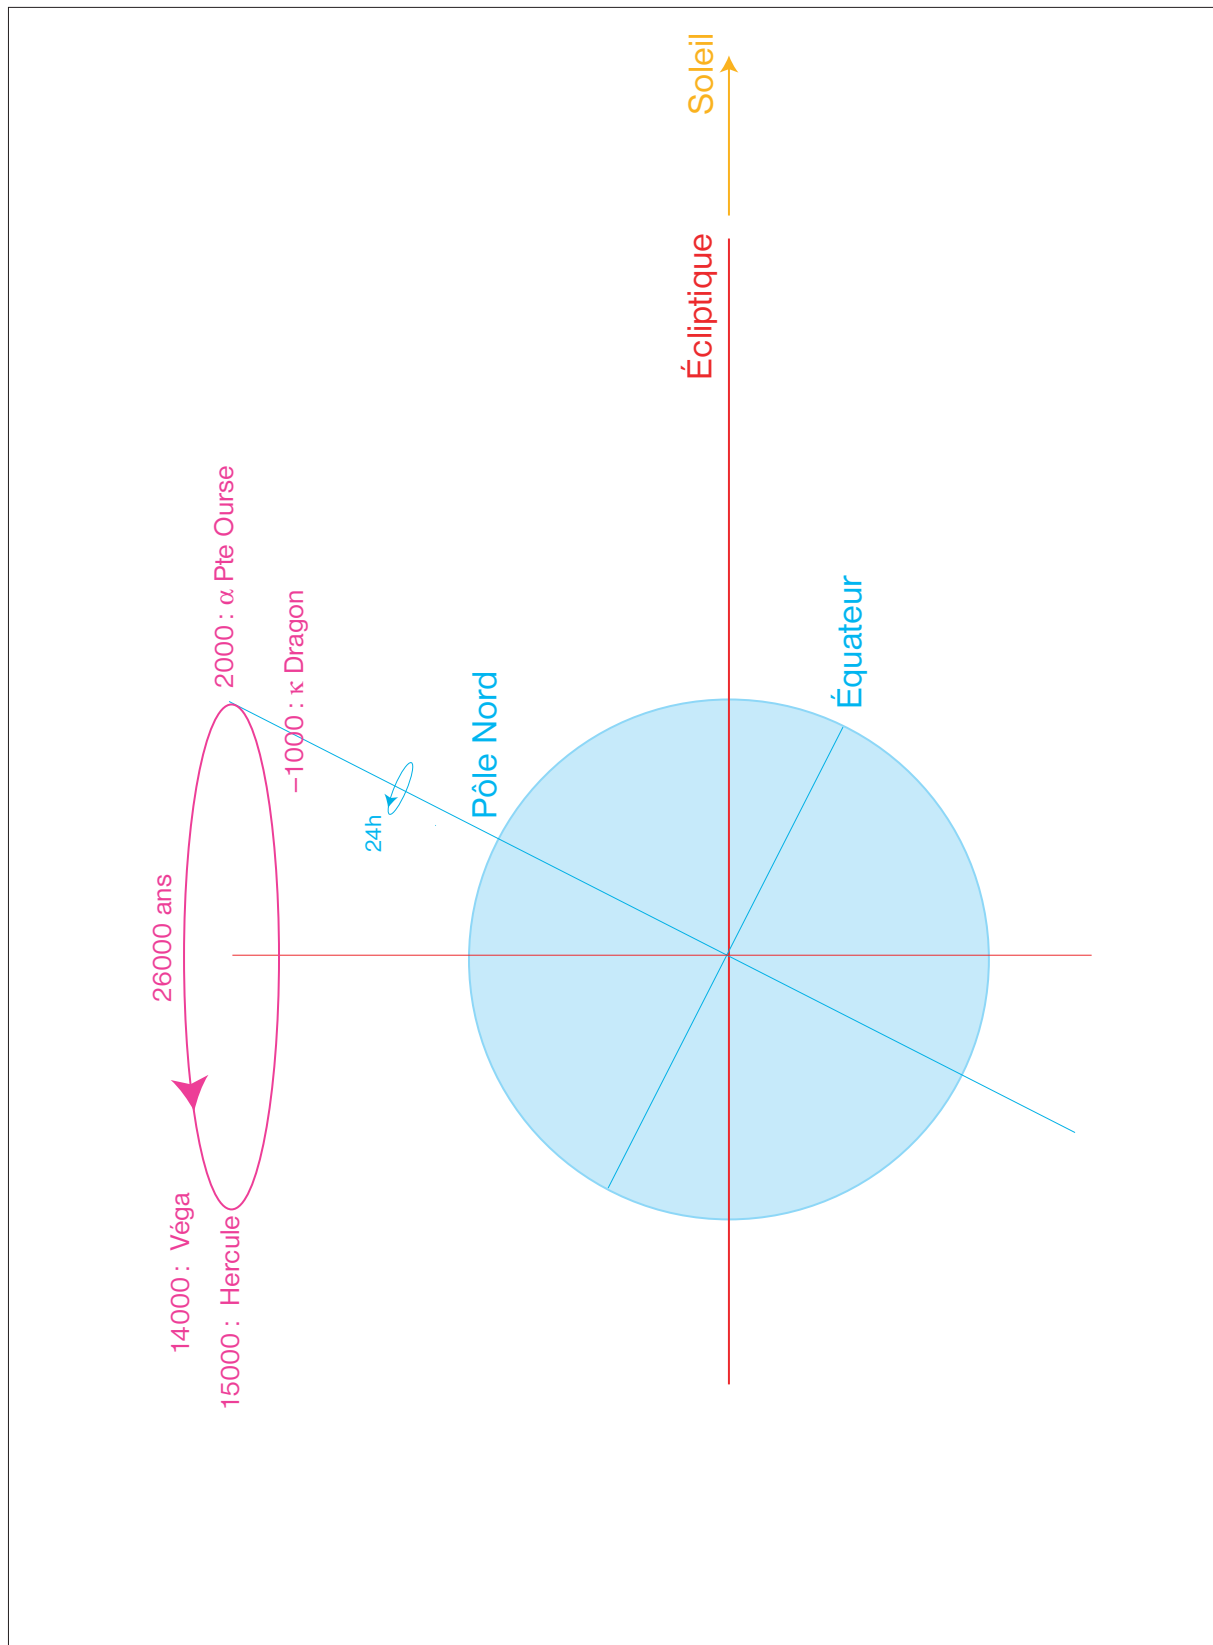 26000 ans
14000 : Véga
15000 : Hercule
2000 : α Pte Ourse
−1000 : κ Dragon
24h
Pôle Nord
Écliptique
Soleil
Équateur